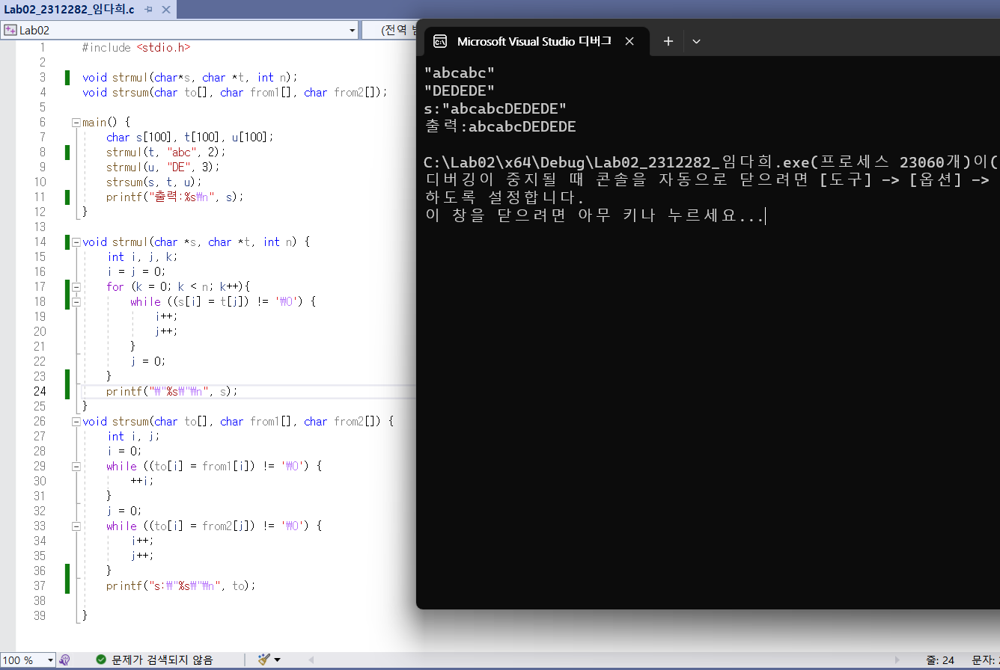 Lab02_2312282_임다희.c
Lab02
(전역 범
1 #include <stdio.h>
2
3 void strmul(char*s, char *t, int n);
4 void strsum(char to[], char from1[], char from2[]);
5
6 main() {
7 char s[100], t[100], u[100];
8 strmul(t, "abc", 2);
9 strmul(u, "DE", 3);
10 strsum(s, t, u);
11 printf("출력:%s₩n", s);
12 }
13
14 void strmul(char *s, char *t, int n) {
15 int i, j, k;
16 i = j = 0;
17 for (k = 0; k < n; k++){
18 while ((s[i] = t[j]) != '₩0') {
19 i++;
20 j++;
21 }
22 j = 0;
23 }
24 printf("₩"%s₩"₩n", s);
25 }
26 void strsum(char to[], char from1[], char from2[]) {
27 int i, j;
28 i = 0;
29 while ((to[i] = from1[i]) != '₩0') {
30 ++i;
31 }
32 j = 0;
33 while ((to[i] = from2[j]) != '₩0') {
34 i++;
35 j++;
36 }
37 printf("s:₩"%s₩"₩n", to);
38
39 }
100 %
문제가 검색되지 않음
줄: 24
문자:
Microsoft Visual Studio 디버그
"abcabc"
"DEDEDE"
s:"abcabcDEDEDE"
출력:abcabcDEDEDE
C:\Lab02\x64\Debug\Lab02_2312282_임다희.exe(프로세스 23060개)이(
디버깅이 중지될 때 콘솔을 자동으로 닫으려면 [도구] -> [옵션] ->
하도록 설정합니다.
이 창을 닫으려면 아무 키나 누르세요...